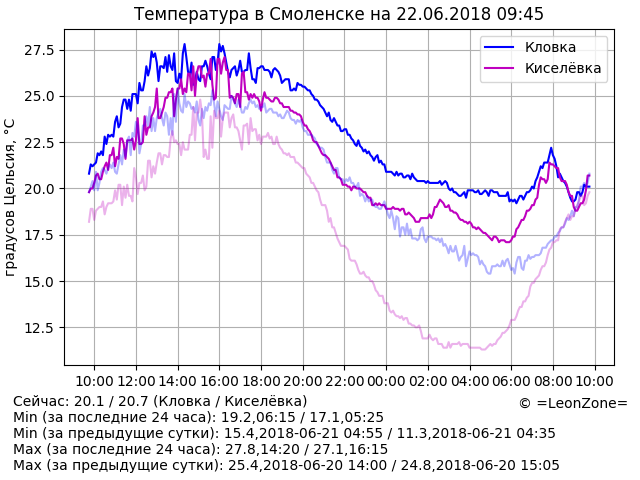 Температура в Смоленске на 22.06.2018 09:45
Кловка
Киселёвка
градусов Цельсия, °C
27.5
25.0
22.5
20.0
17.5
15.0
12.5
10:00 12:00 14:00 16:00 18:00 20:00 22:00 00:00 02:00 04:00 06:00 08:00 10:00
Сейчас: 20.1 / 20.7 (Кловка / Киселёвка)
© =LeonZone=
Min (за последние 24 часа): 19.2,06:15 / 17.1,05:25
Min (за предыдущие сутки): 15.4,2018-06-21 04:55 / 11.3,2018-06-21 04:35
Max (за последние 24 часа): 27.8,14:20 / 27.1,16:15
Max (за предыдущие сутки): 25.4,2018-06-20 14:00 / 24.8,2018-06-20 15:05